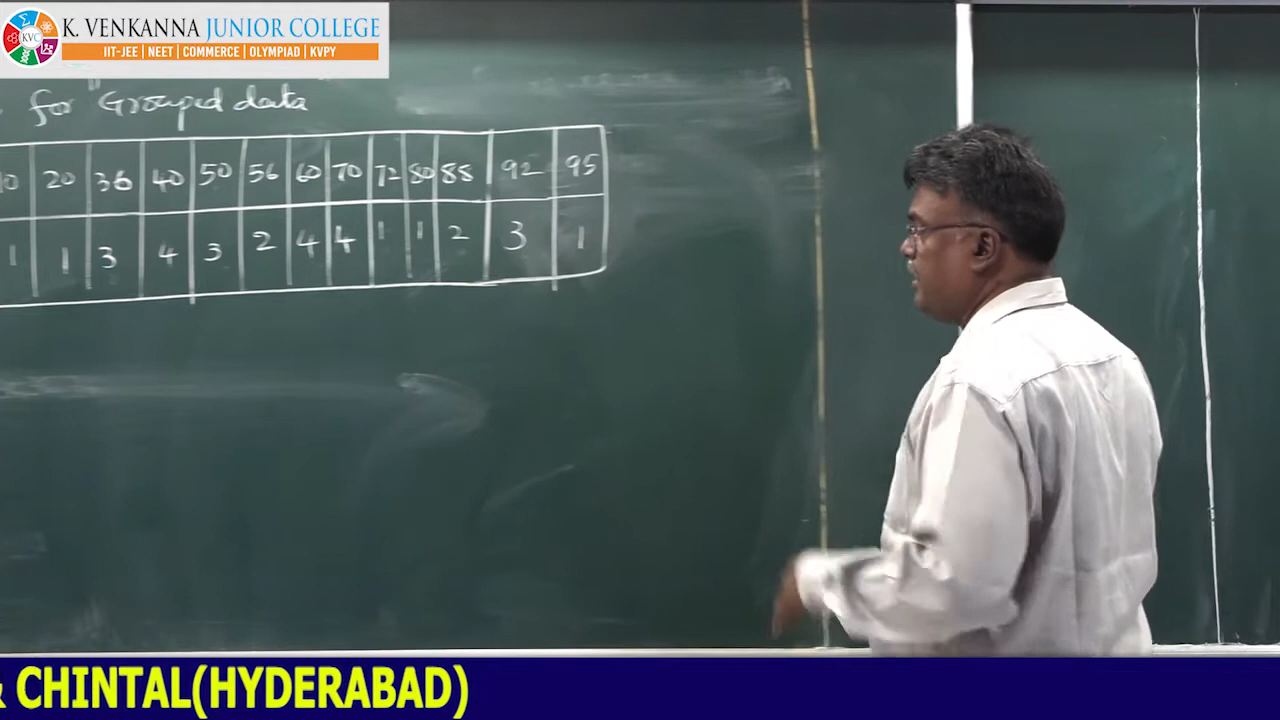 KVC
K. VENKANNA JUNIOR COLLEGE
IIT-JEE | NEET | COMMERCE | OLYMPIAD | KVPY
for "Grouped data
10 20 36 40 50 56 60 70 72 80 88 92 95
1 1 3 4 3 2 4 4 1 1 2 3 1
& CHINTAL(HYDERABAD)